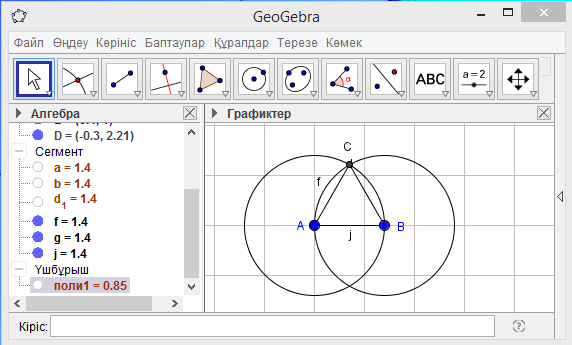 GeoGebra
Файл Өңдеу Көрініс Баптаулар Құралдар Терезе Көмек
α ABC a = 2
Алгебра
D = (-0.3, 2.21)
Сегмент
a = 1.4
b = 1.4
d1 = 1.4
f = 1.4
g = 1.4
j = 1.4
Үшбұрыш
поли1 = 0.85
Графиктер
C
f
A
B
j
Кіріс: